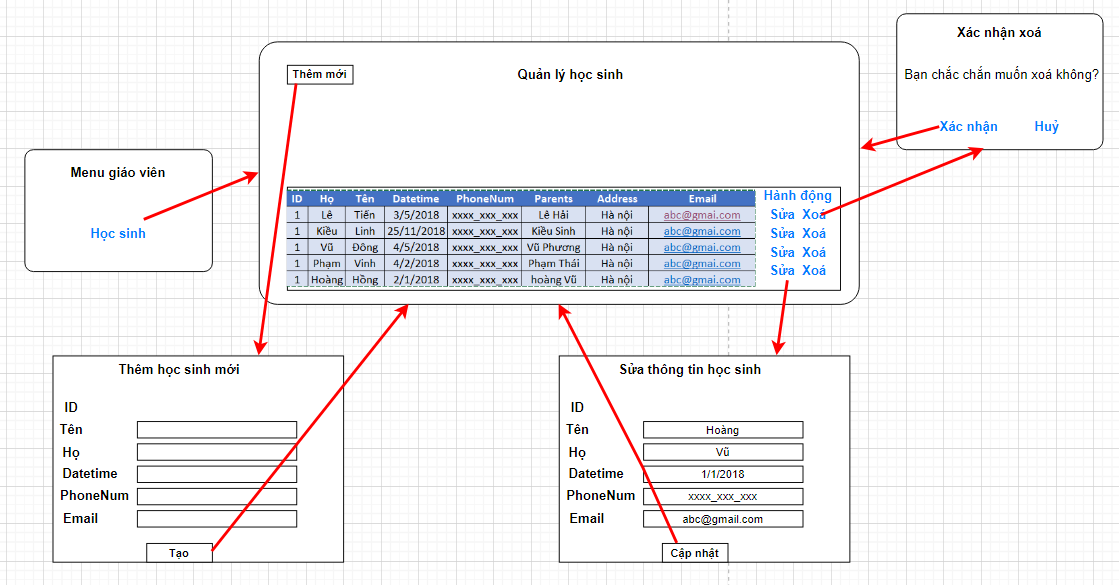 Xác nhận xoá
Bạn chắc chắn muốn xoá không?
Xác nhận Huỷ
Thêm mới Quản lý học sinh
Menu giáo viên
Học sinh
ID Họ Tên Datetime PhoneNum Parents Address Email Hành động
1 Lê Tiến 3/5/2018 xxxx_xxx_xxx Lê Hải Hà nội abc@gmai.com Sửa Xoá
1 Kiều Linh 25/11/2018 xxxx_xxx_xxx Kiều Sinh Hà nội abc@gmai.com Sửa Xoá
1 Vũ Đông 4/5/2018 xxxx_xxx_xxx Vũ Phương Hà nội abc@gmai.com Sửa Xoá
1 Phạm Vinh 4/2/2018 xxxx_xxx_xxx Phạm Thái Hà nội abc@gmai.com Sửa Xoá
1 Hoàng Hồng 2/1/2018 xxxx_xxx_xxx hoàng Vũ Hà nội abc@gmai.com
Thêm học sinh mới
ID
Tên
Họ
Datetime
PhoneNum
Email
Tạo
Sửa thông tin học sinh
ID
Tên Hoàng
Họ Vũ
Datetime 1/1/2018
PhoneNum xxxx_xxx_xxx
Email abc@gmail.com
Cập nhật